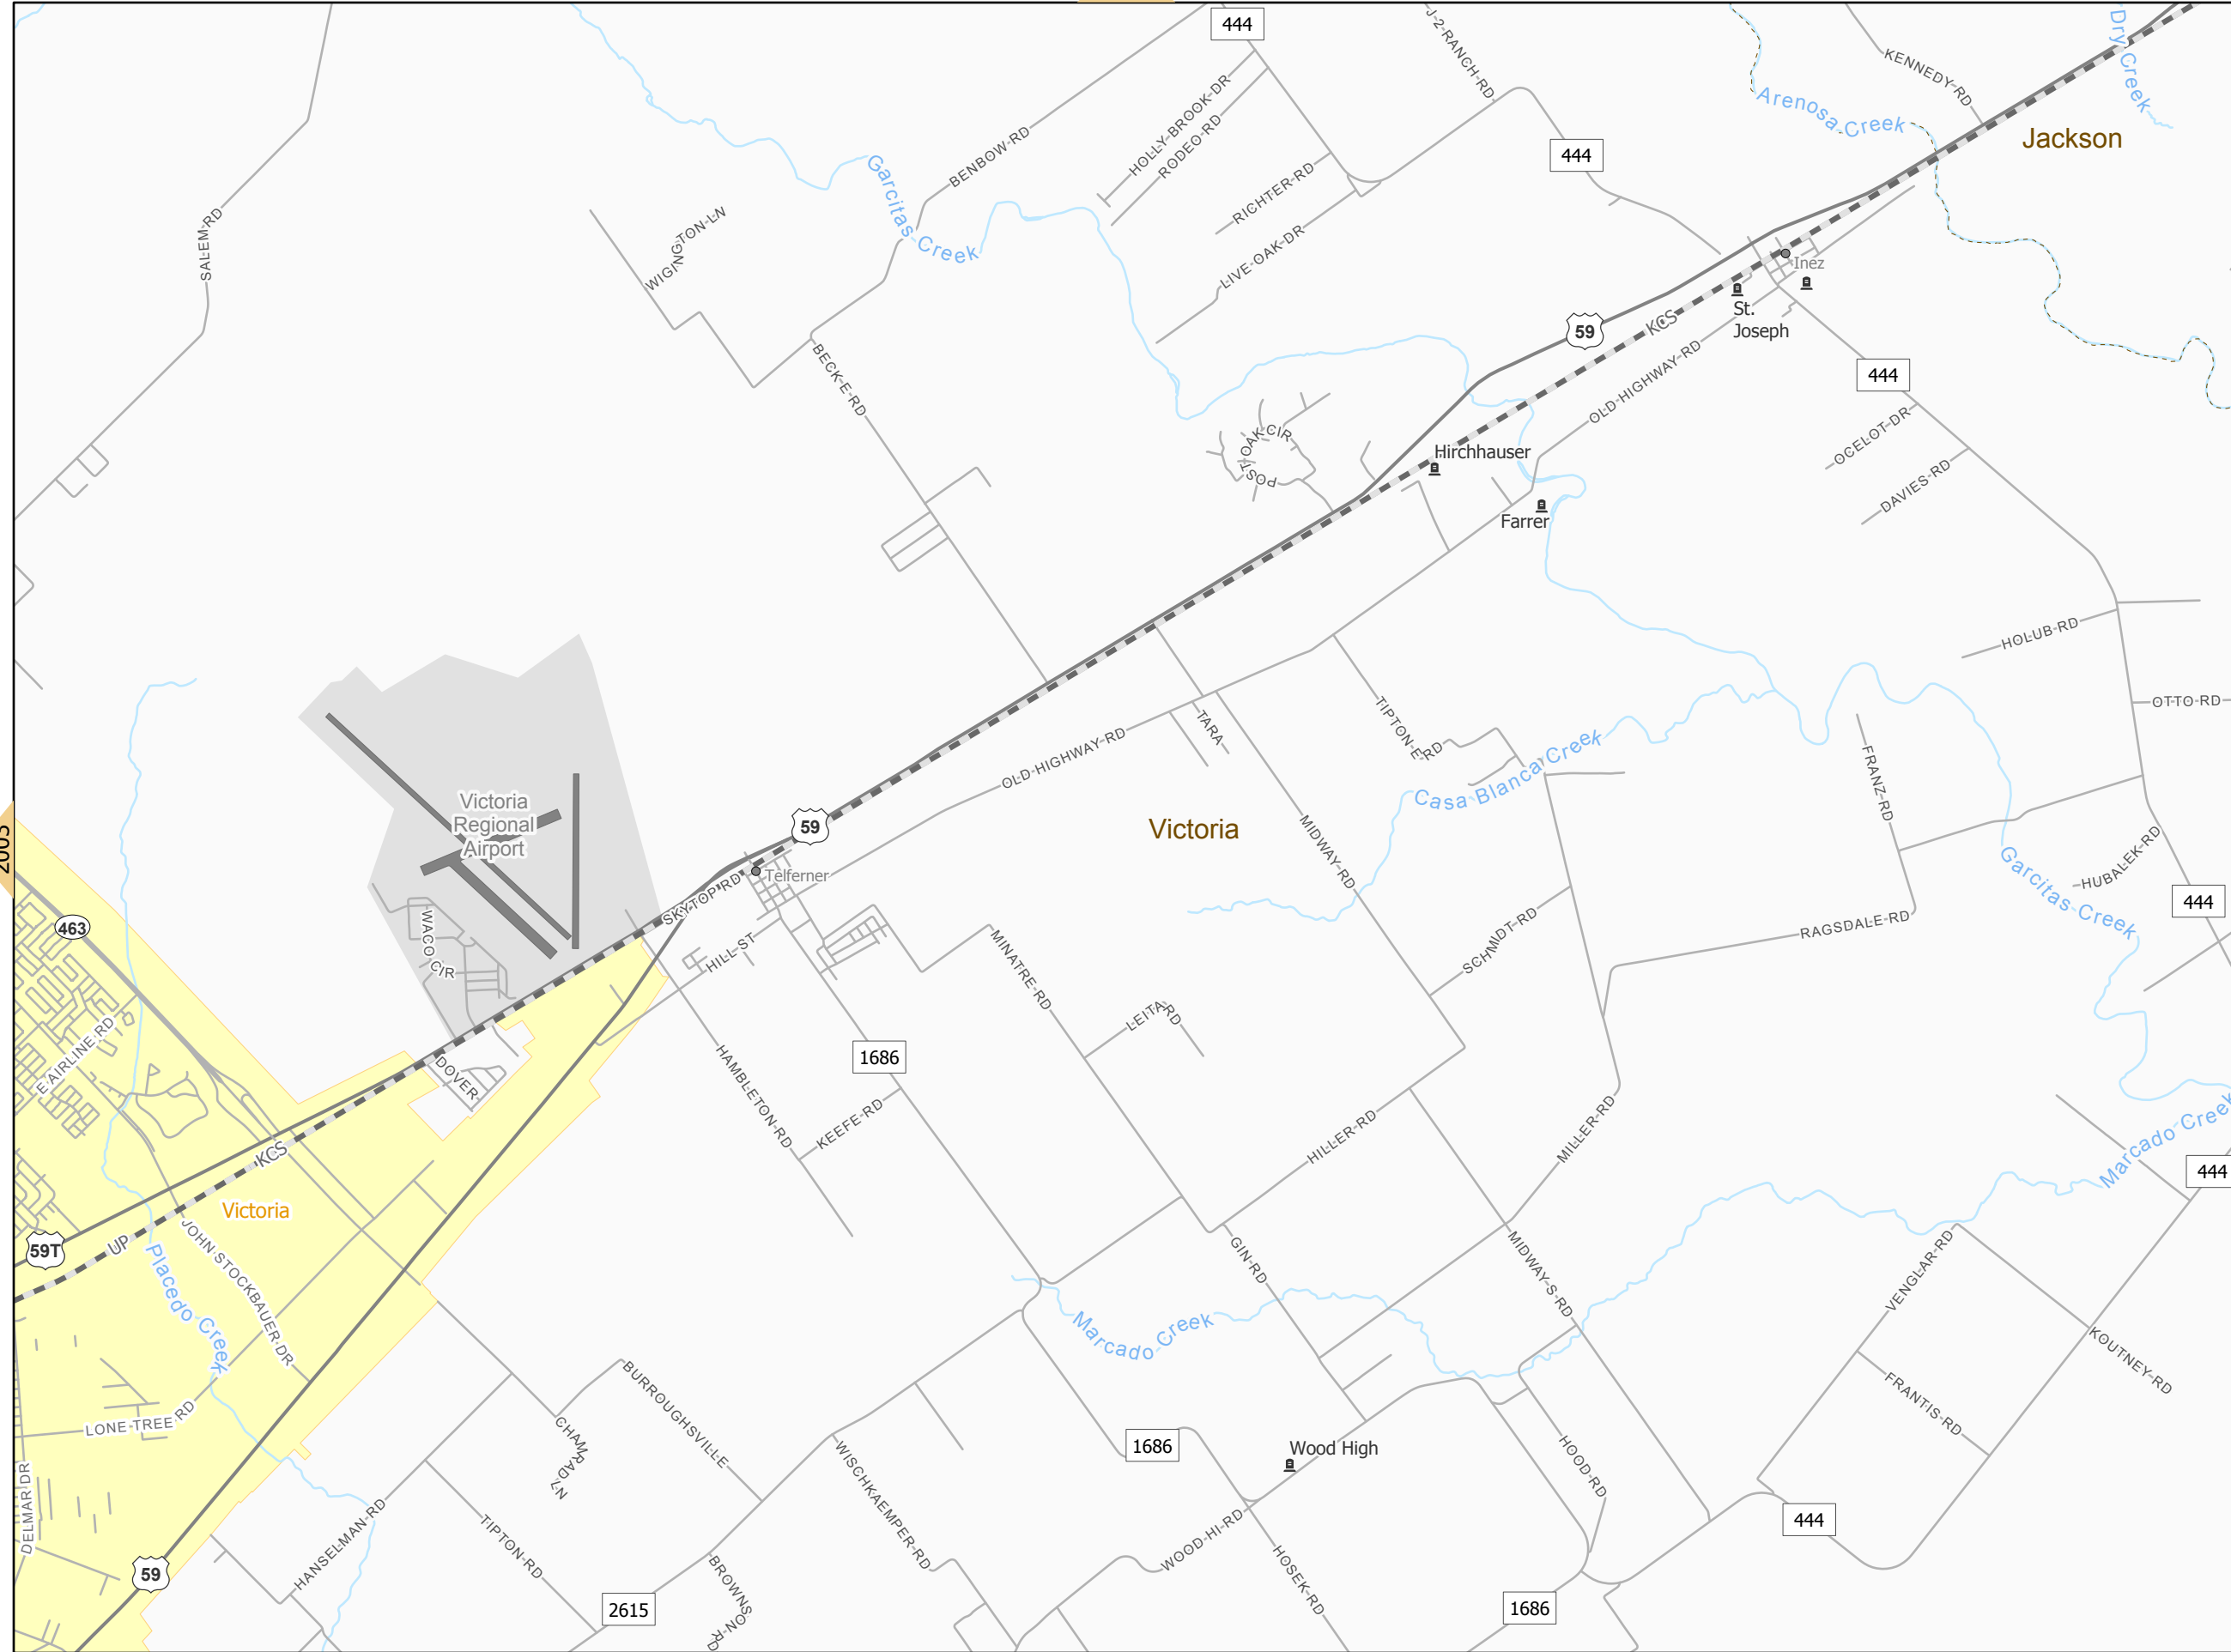 444
J-2-RANCH-RD
Dry Creek
KENNEDY-RD
HOLLY-BROOK-DR
RODEO-RD
Arenosa Creek
Jackson
BENBOW-RD
444
Garcitas Creek
RICHTER-RD
SALEM-RD
WIGINGTON-LN
LIVE-OAK-DR
Inez
St.
Joseph
59
KCS
OLD-HIGHWAY-RD
BECK-E-RD
444
POST OAK CIR
Hirchhauser
OCELOT-DR
DAVIES-RD
Farrer
HOLUB-RD
OTTO-RD
TARA
TIPTON-E-RD
OLD-HIGHWAY-RD
Casa Blanca Creek
FRANZ-RD
Victoria
Regional
Airport
59
Victoria
MIDWAY-RD
2003
Telferner
SKYTOP RD
HUBALEK-RD
Garcitas Creek
444
463
WACO CIR
HILL-ST
MINATRE-RD
SCHMIDT-RD
RAGSDALE-RD
LEITA-RD
E AIRLINE RD
DOVER
HAMBLETON-RD
1686
KEEFE-RD
HILLER-RD
MILLER-RD
Marcado Creek
444
KCS
Victoria
UP
59T
JOHN STOCKBAUER DR
Placedo Creek
GIN-RD
MIDWAY-S-RD
VENGLAR-RD
Marcado Creek
KOUTNEY-RD
BURROUGHSVILLE
FRANTIS-RD
LONE TREE RD
CHAMRAD LN
WISCHKAEMPER-RD
1686
Wood High
HOOD-RD
DELMAR DR
HANSELMAN-RD
TIPTON-RD
WOOD-HI-RD
444
59
BROWNSON-RD
HOSEK-RD
2615
1686